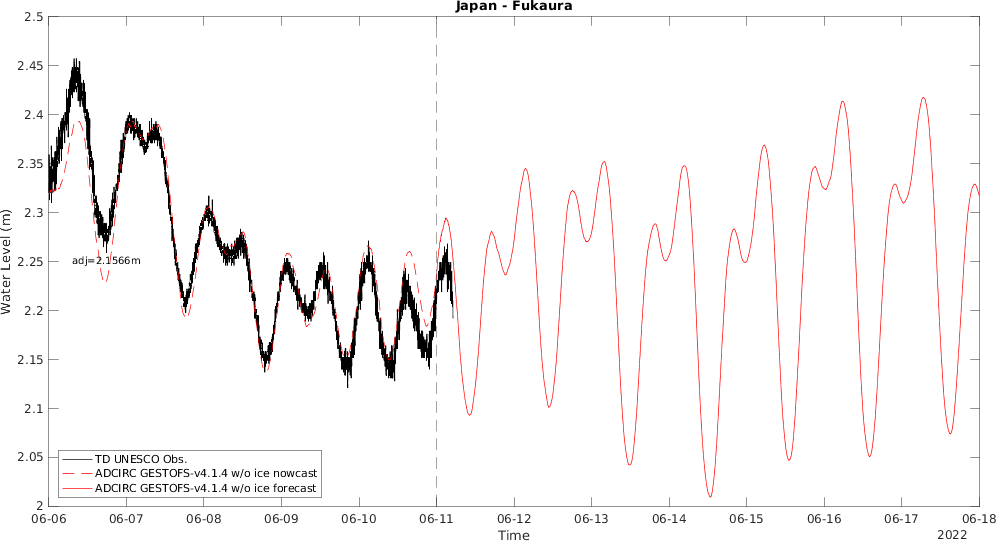 Japan - Fukaura
2.5
2.45
2.4
2.35
2.3
2.25
2.2
2.15
2.1
2.05
2
Water Level (m)
adj=2.1566m
TD UNESCO Obs.
ADCIRC GESTOFS-v4.1.4 w/o ice nowcast
ADCIRC GESTOFS-v4.1.4 w/o ice forecast
06-06 06-07 06-08 06-09 06-10 06-11 06-12 06-13 06-14 06-15 06-16 06-17 06-18
Time
2022